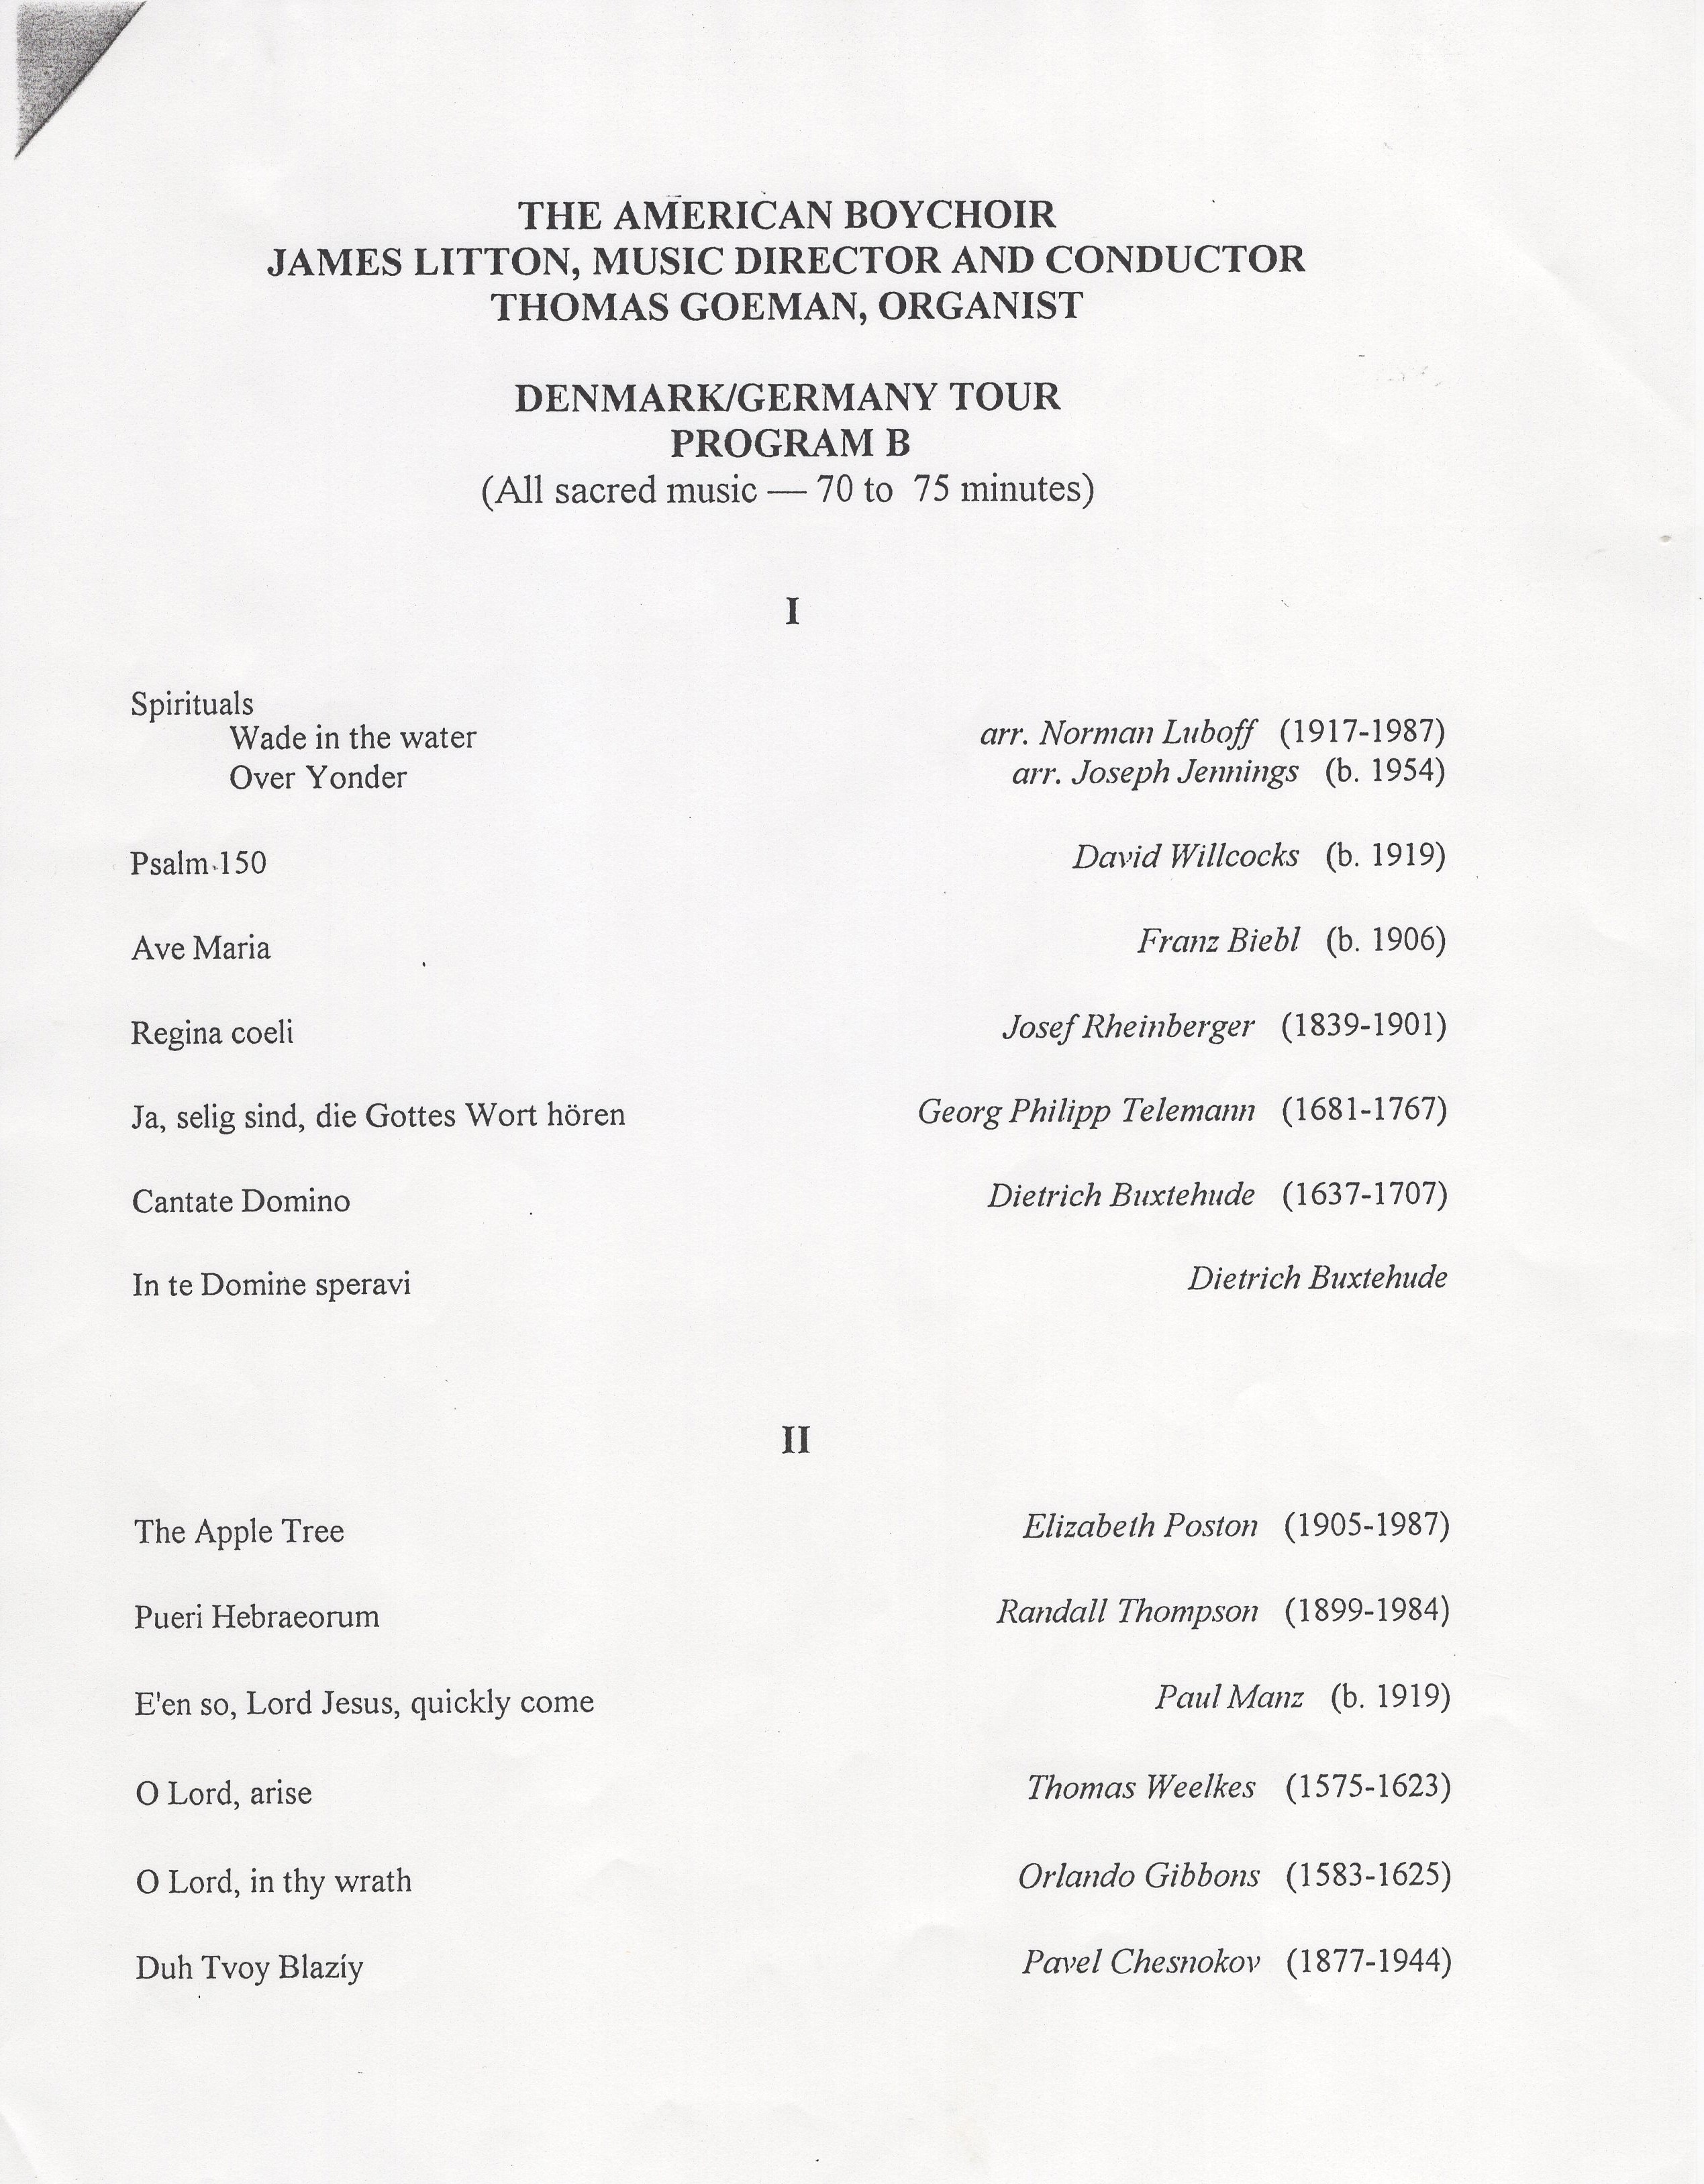 THE AMERICAN BOYCHOIR
JAMES LITTON, MUSIC DIRECTOR AND CONDUCTOR
THOMAS GOEMAN, ORGANIST
DENMARK/GERMANY TOUR
PROGRAM B
(All sacred music — 70 to 75 minutes)
I
Spirituals
Wade in the water arr. Norman Luboff (1917-1987)
Over Yonder arr. Joseph Jennings (b. 1954)
Psalm 150 David Willcocks (b. 1919)
Ave Maria Franz Biebl (b. 1906)
Regina coeli Josef Rheinberger (1839-1901)
Ja, selig sind, die Gottes Wort hören Georg Philipp Telemann (1681-1767)
Cantate Domino Dietrich Buxtehude (1637-1707)
In te Domine speravi Dietrich Buxtehude
II
The Apple Tree Elizabeth Poston (1905-1987)
Pueri Hebraeorum Randall Thompson (1899-1984)
E'en so, Lord Jesus, quickly come Paul Manz (b. 1919)
O Lord, arise Thomas Weelkes (1575-1623)
O Lord, in thy wrath Orlando Gibbons (1583-1625)
Duh Tvoy Blazíy Pavel Chesnokov (1877-1944)